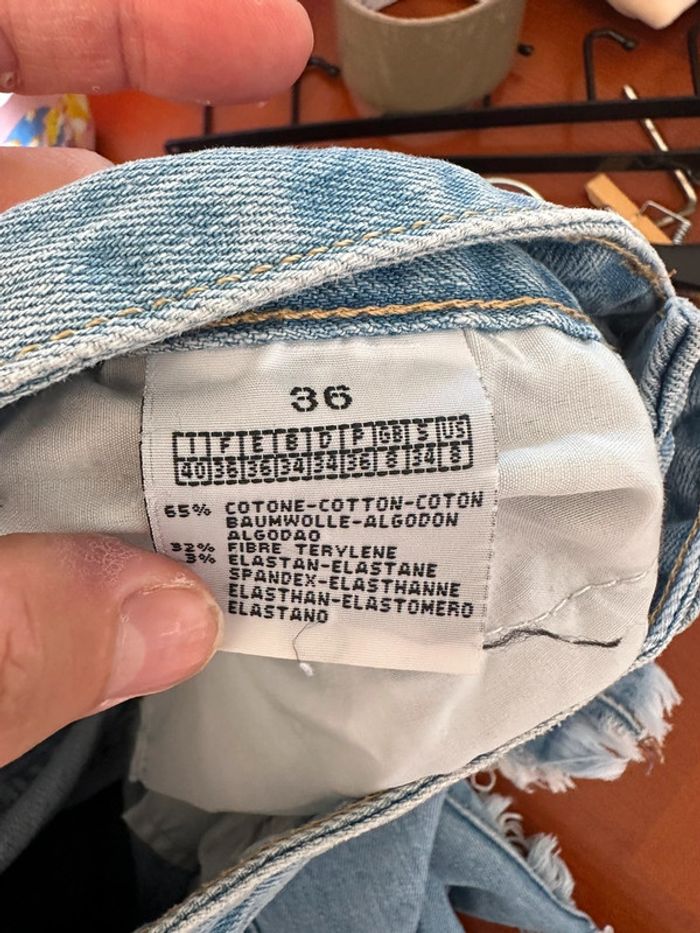 36
I F E B D P GB S US
40 36 36 34 34 36 8 34 8
65% COTONE-COTTON-COTON
BAUMWOLLE-ALGODON
ALGODAO
32% FIBRE TERYLENE
3% ELASTAN-ELASTANE
SPANDEX-ELASTHANNE
ELASTHAN-ELASTOMERO
ELASTANO